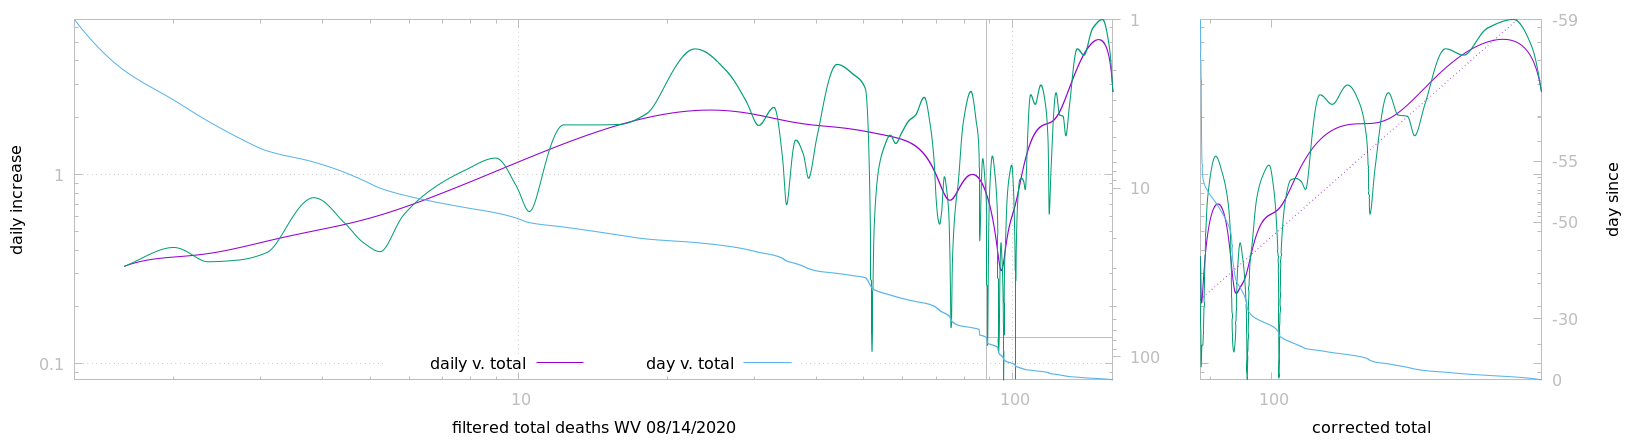 daily increase
1
0.1
daily v. total
day v. total
10
100
1
10
100
filtered total deaths WV 08/14/2020
100
-59
-55
-50
-30
0
day since
corrected total